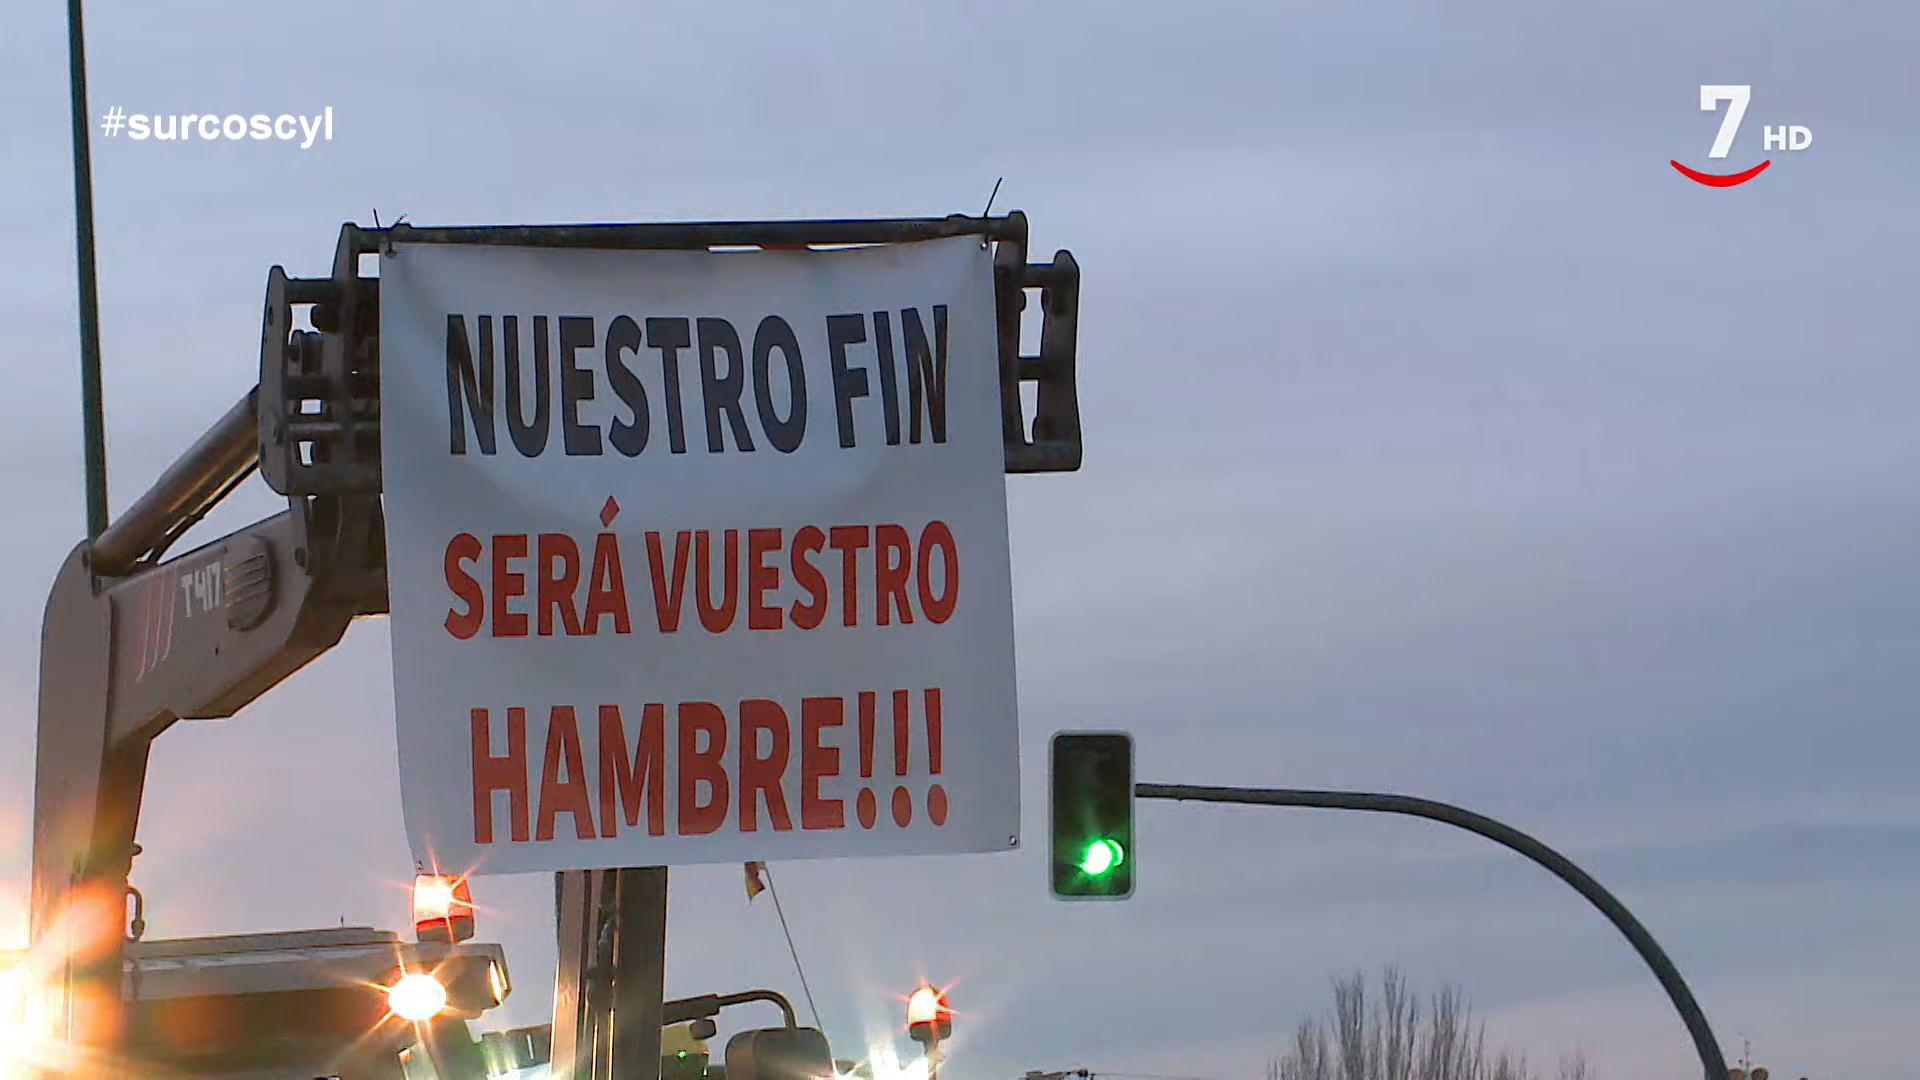 #surcoscyl
7 HD
NUESTRO FIN
SERÁ VUESTRO
HAMBRE!!!
T417